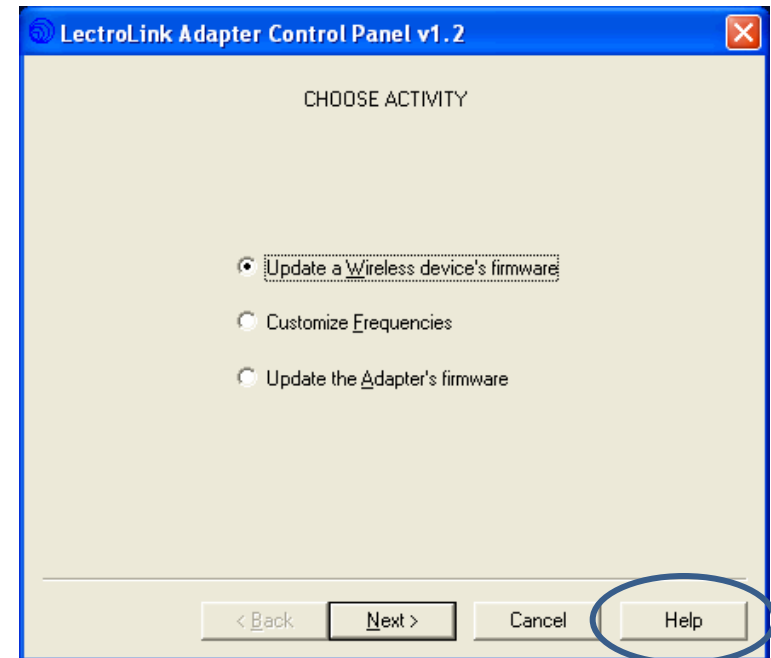 LectroLink Adapter Control Panel v1.2
CHOOSE ACTIVITY
Update a Wireless device's firmware
Customize Frequencies
Update the Adapter's firmware
< Back Next > Cancel Help